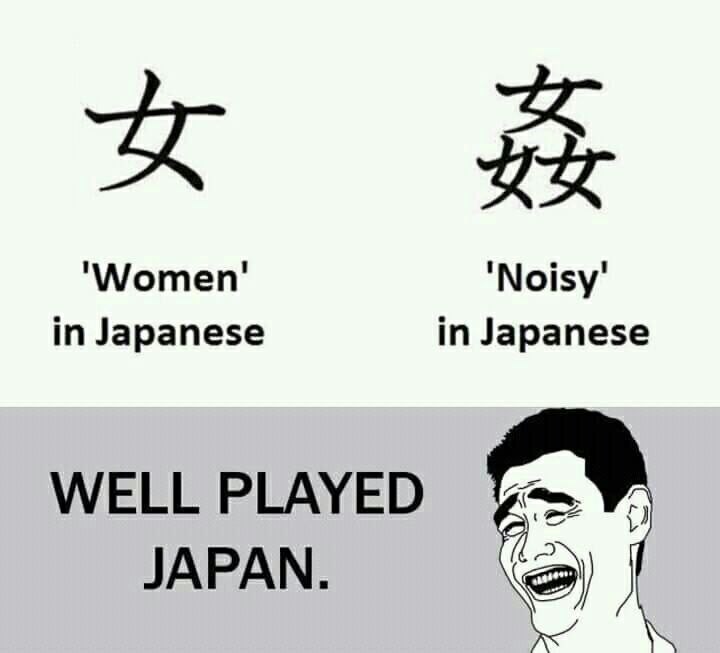 女 姦
'Women' 'Noisy'
in Japanese in Japanese
WELL PLAYED
JAPAN.